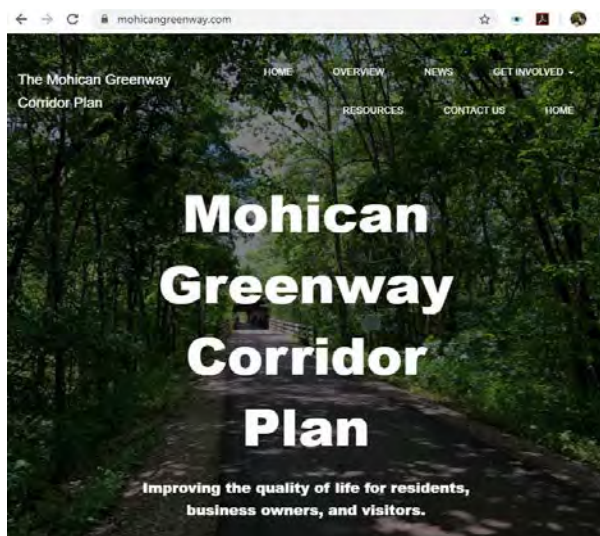 mohicangreenway.com
The Mohican Greenway
Corridor Plan
HOME OVERVIEW NEWS GET INVOLVED
RESOURCES CONTACT US HOME
Mohican
Greenway
Corridor
Plan
Improving the quality of life for residents,
business owners, and visitors.